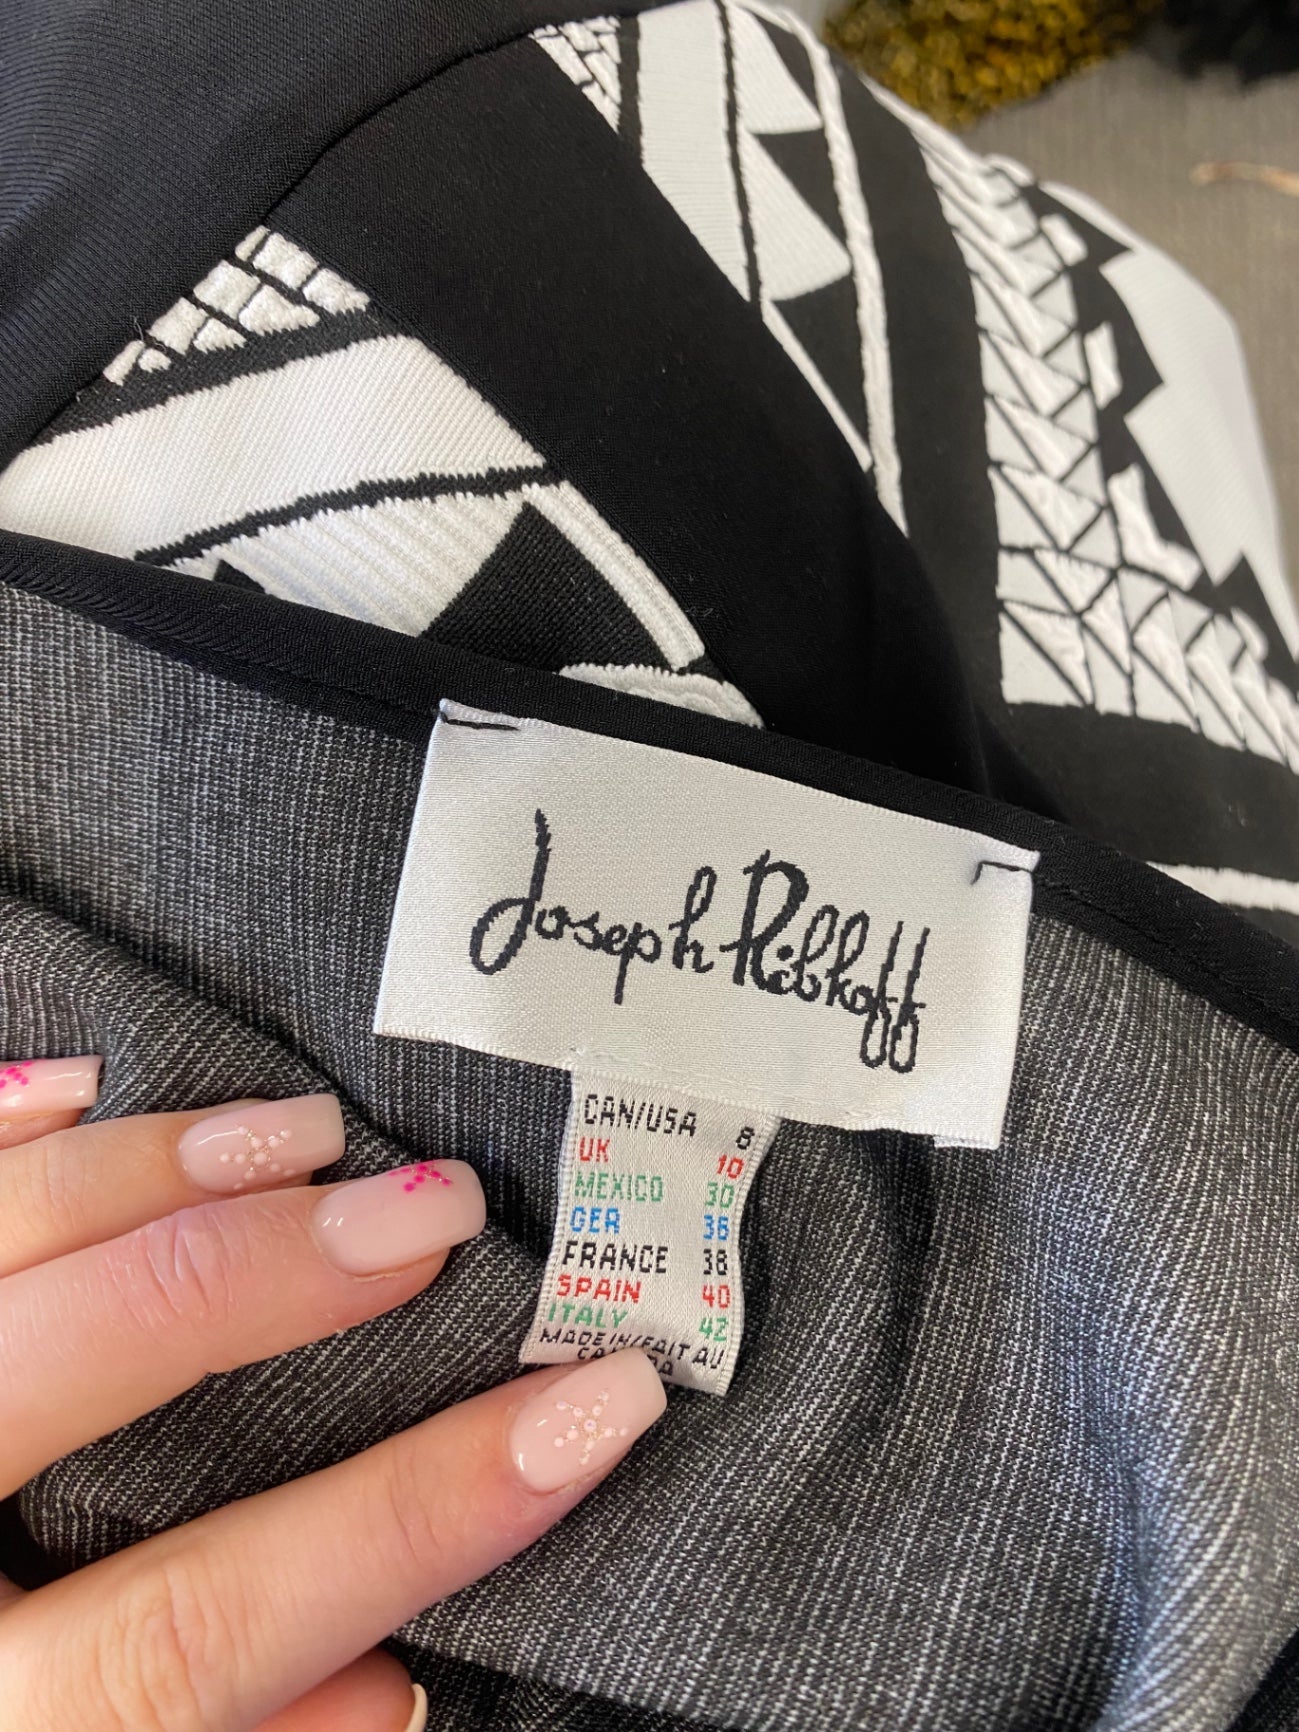 Joseph Ribkoff
CAN/USA 8
UK 10
MEXICO 30
GER 36
FRANCE 38
SPAIN 40
ITALY 42
MADE IN/FAIT AU